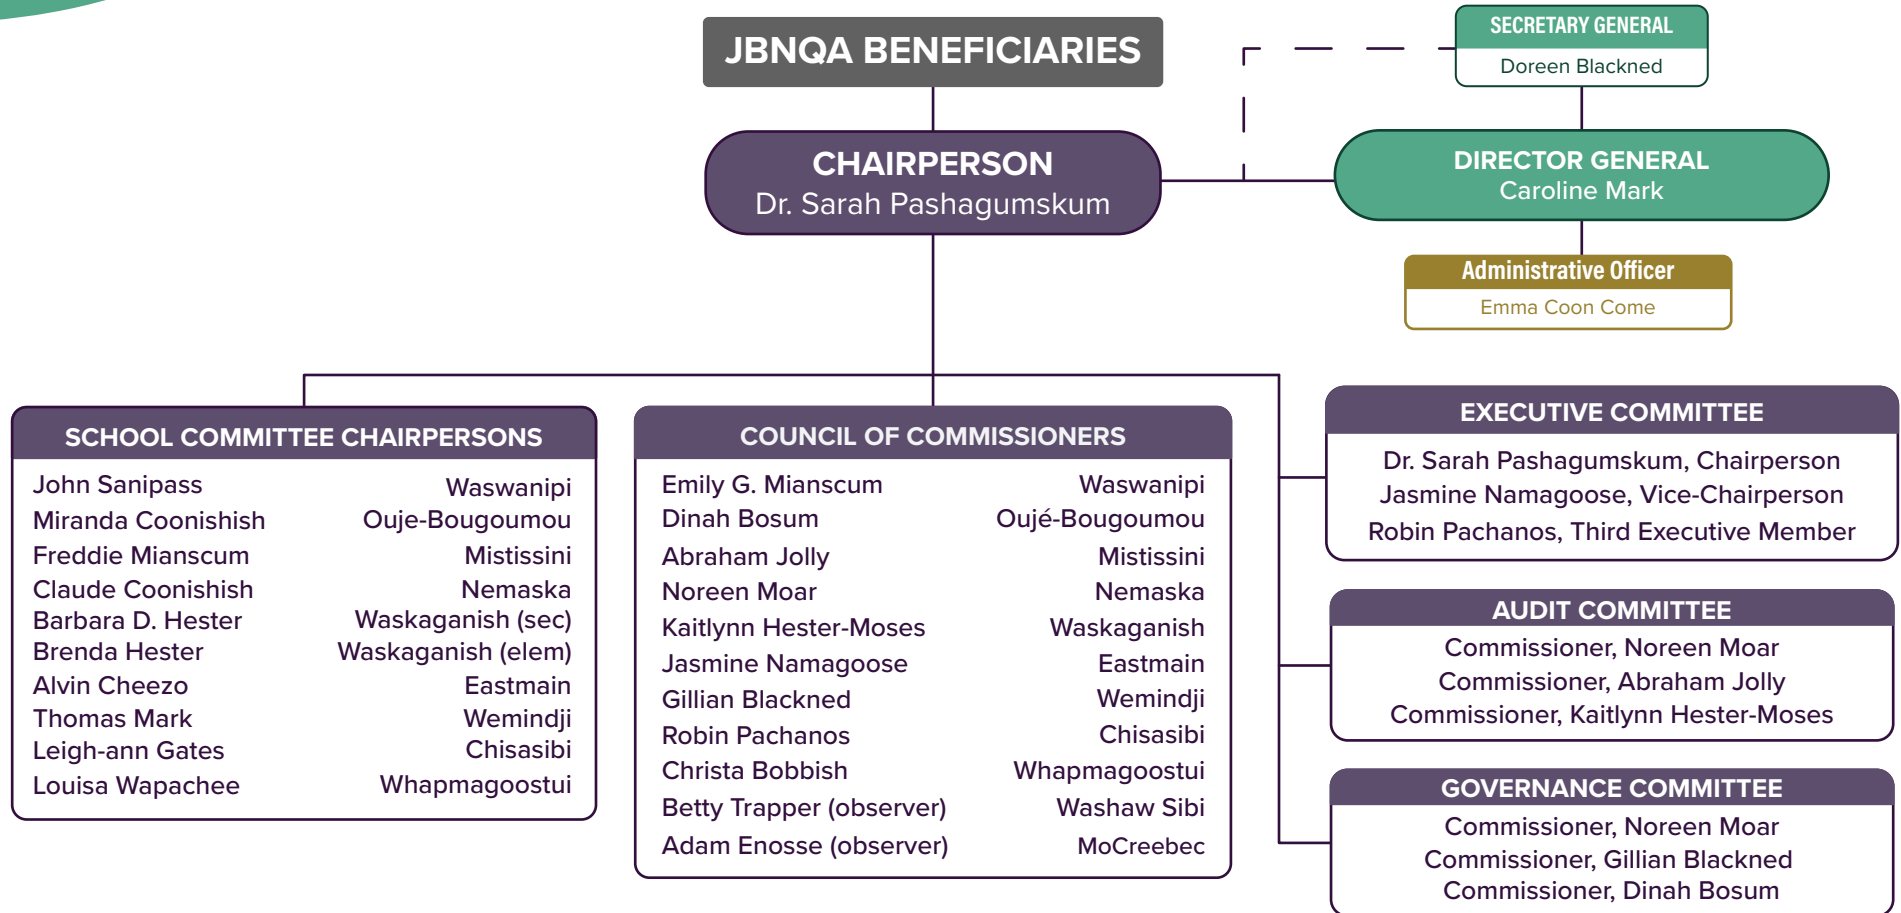 JBNQA BENEFICIARIES
SECRETARY GENERAL
Doreen Blackned
CHAIRPERSON
Dr. Sarah Pashagumskum
DIRECTOR GENERAL
Caroline Mark
Administrative Officer
Emma Coon Come
SCHOOL COMMITTEE CHAIRPERSONS
John Sanipass Waswanipi
Miranda Coonishish Ouje-Bougoumou
Freddie Mianscum Mistissini
Claude Coonishish Nemaska
Barbara D. Hester Waskaganish (sec)
Brenda Hester Waskaganish (elem)
Alvin Cheezo Eastmain
Thomas Mark Wemindji
Leigh-ann Gates Chisasibi
Louisa Wapachee Whapmagoostui
COUNCIL OF COMMISSIONERS
Emily G. Mianscum Waswanipi
Dinah Bosum Oujé-Bougoumou
Abraham Jolly Mistissini
Noreen Moar Nemaska
Kaitlynn Hester-Moses Waskaganish
Jasmine Namagoose Eastmain
Gillian Blackned Wemindji
Robin Pachanos Chisasibi
Christa Bobbish Whapmagoostui
Betty Trapper (observer) Washaw Sibi
Adam Enosse (observer) MoCreebec
EXECUTIVE COMMITTEE
Dr. Sarah Pashagumskum, Chairperson
Jasmine Namagoose, Vice-Chairperson
Robin Pachanos, Third Executive Member
AUDIT COMMITTEE
Commissioner, Noreen Moar
Commissioner, Abraham Jolly
Commissioner, Kaitlynn Hester-Moses
GOVERNANCE COMMITTEE
Commissioner, Noreen Moar
Commissioner, Gillian Blackned
Commissioner, Dinah Bosum